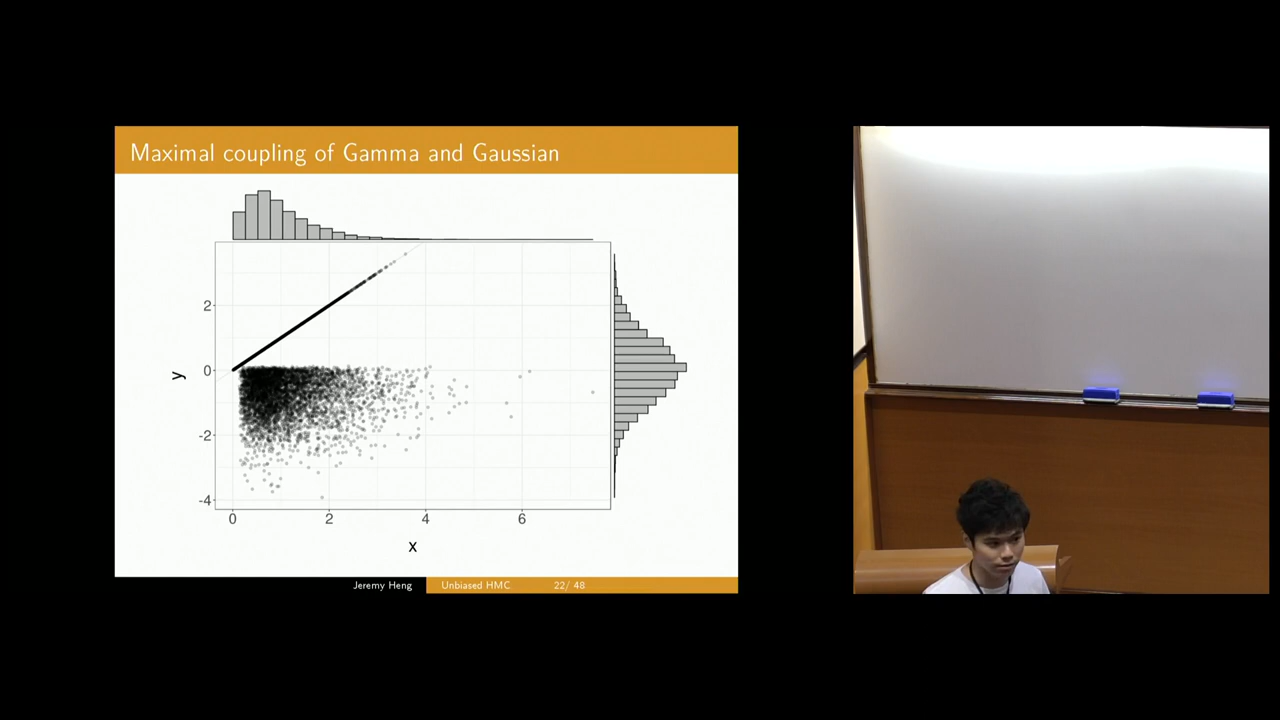 Maximal coupling of Gamma and Gaussian
2
0
-2
-4
y
0 2 4 6
x
Jeremy Heng Unbiased HMC 22/ 48